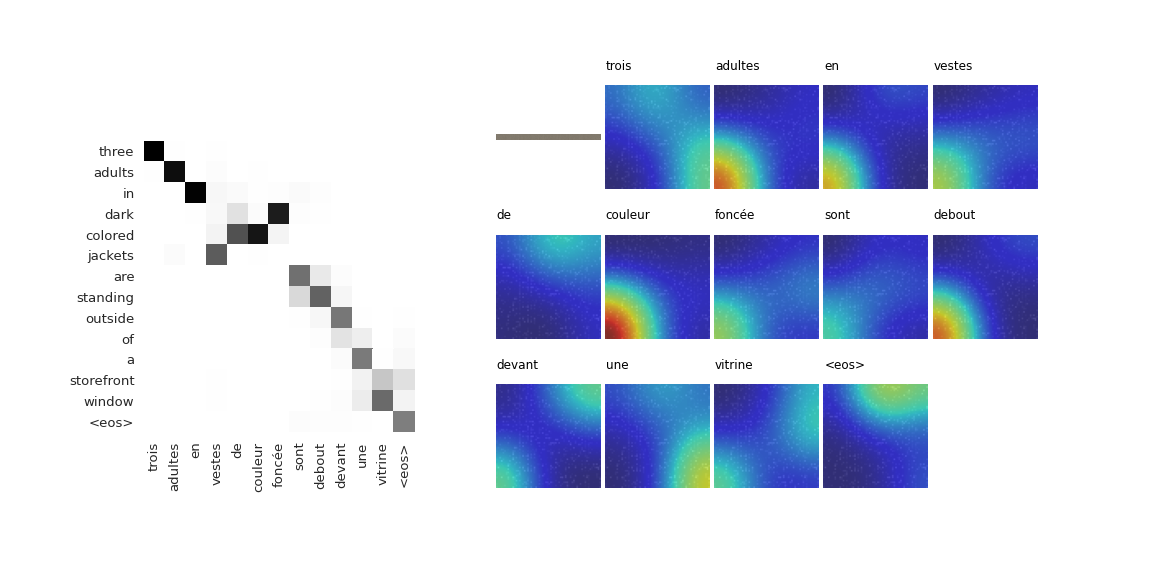 three
adults
in
dark
colored
jackets
are
standing
outside
of
a
storefront
window
<eos>
trois
adultes
en
vestes
de
couleur
foncée
sont
debout
devant
une
vitrine
<eos>
trois adultes en vestes
de couleur foncée sont debout
devant une vitrine <eos>